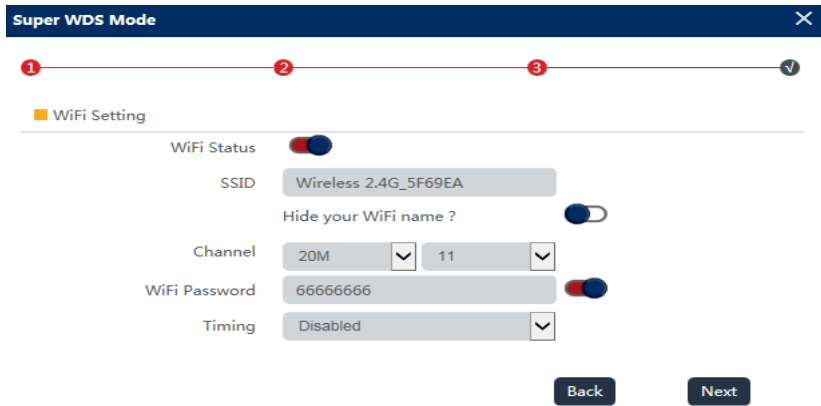 Super WDS Mode
1 2 3 √
WiFi Setting
WiFi Status
SSID Wireless 2.4G_5F69EA
Hide your WiFi name ?
Channel 20M 11
WiFi Password 66666666
Timing Disabled
Back Next